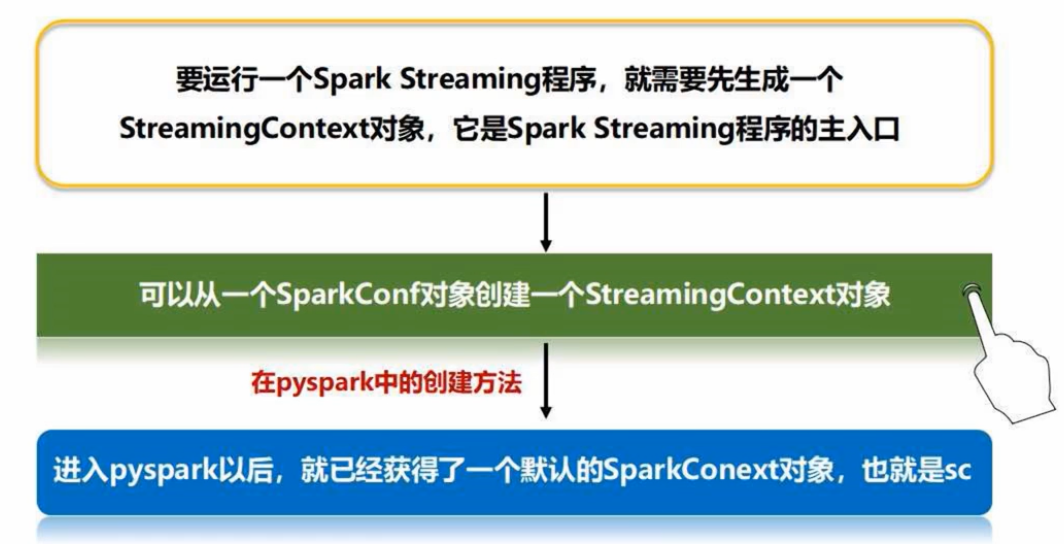 要运行一个Spark Streaming程序，就需要先生成一个
StreamingContext对象，它是Spark Streaming程序的主入口
可以从一个SparkConf对象创建一个StreamingContext对象
在pyspark中的创建方法
进入pyspark以后，就已经获得了一个默认的SparkConext对象，也就是sc